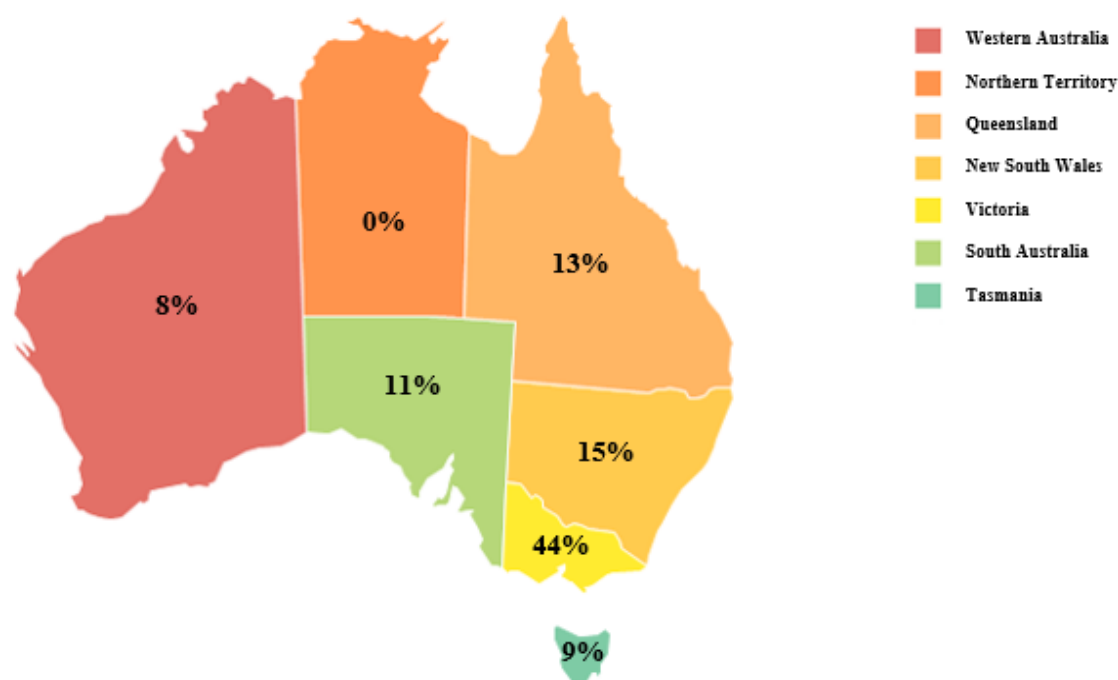 Western Australia
Northern Territory
Queensland
New South Wales
Victoria
South Australia
Tasmania
0%
13%
8%
11%
15%
44%
9%